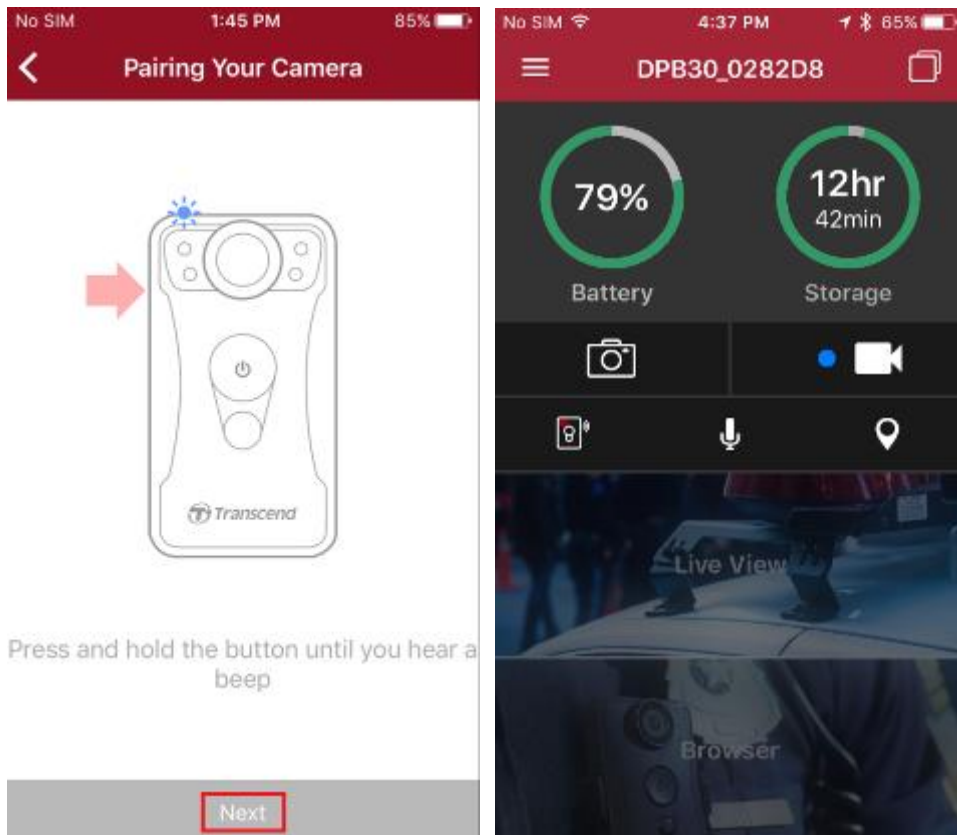 No SIM 1:45 PM 85%
Pairing Your Camera
Transcend
Press and hold the button until you hear a
beep
Next
No SIM 4:37 PM 65%
DPB30_0282D8
79%
12hr
42min
Battery Storage
Live View
Browser